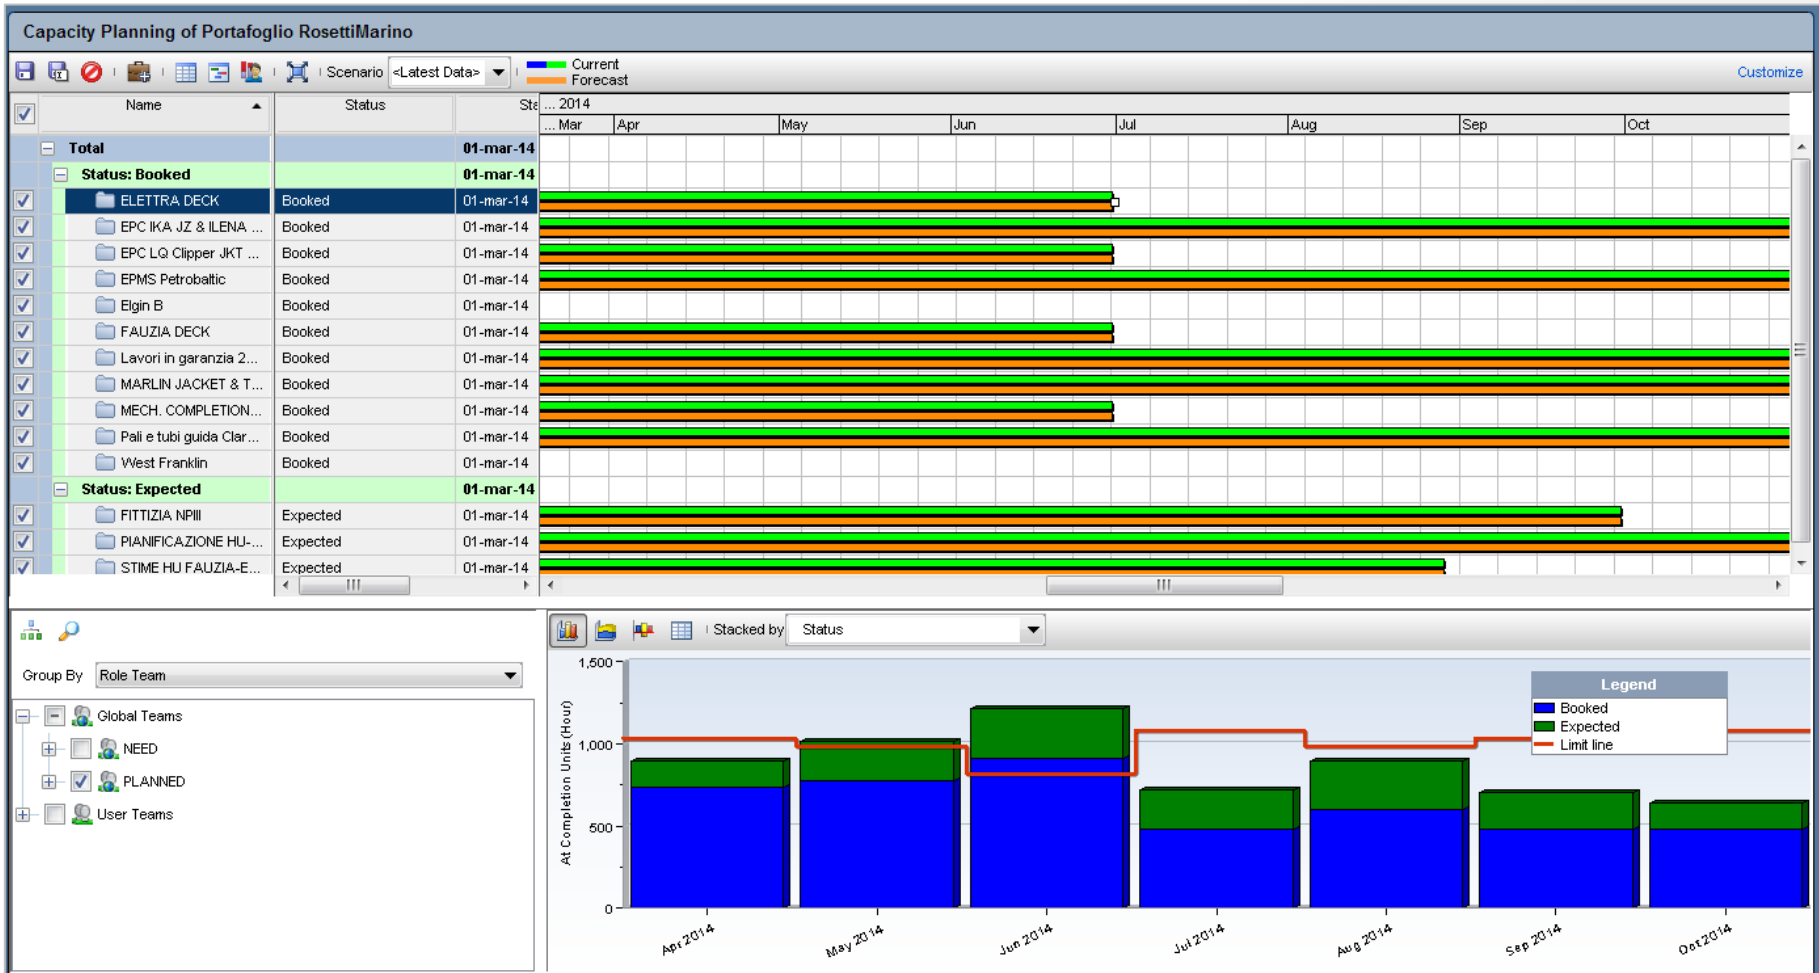 Capacity Planning of Portafoglio RosettiMarino
Scenario <Latest Data> Current Forecast Customize
Name Status Sta ... 2014
... Mar Apr May Jun Jul Aug Sep Oct
Total 01-mar-14
Status: Booked 01-mar-14
ELETTRA DECK Booked 01-mar-14
EPC IKA JZ & ILENA ... Booked 01-mar-14
EPC LQ Clipper JKT ... Booked 01-mar-14
EPMS Petrobaltic Booked 01-mar-14
Elgin B Booked 01-mar-14
FAUZIA DECK Booked 01-mar-14
Lavori in garanzia 2... Booked 01-mar-14
MARLIN JACKET & T... Booked 01-mar-14
MECH. COMPLETION... Booked 01-mar-14
Pali e tubi guida Clar... Booked 01-mar-14
West Franklin Booked 01-mar-14
Status: Expected 01-mar-14
FITTIZIA NPIII Expected 01-mar-14
PIANIFICAZIONE HU-... Expected 01-mar-14
STIME HU FAUZIA-E... Expected 01-mar-14
Group By Role Team
Global Teams
NEED
PLANNED
User Teams
Stacked by Status
At Completion Units (Hour)
1,500
1,000
500
0
Legend
Booked
Expected
Limit line
Apr 2014 May 2014 Jun 2014 Jul 2014 Aug 2014 Sep 2014 Oct 2014